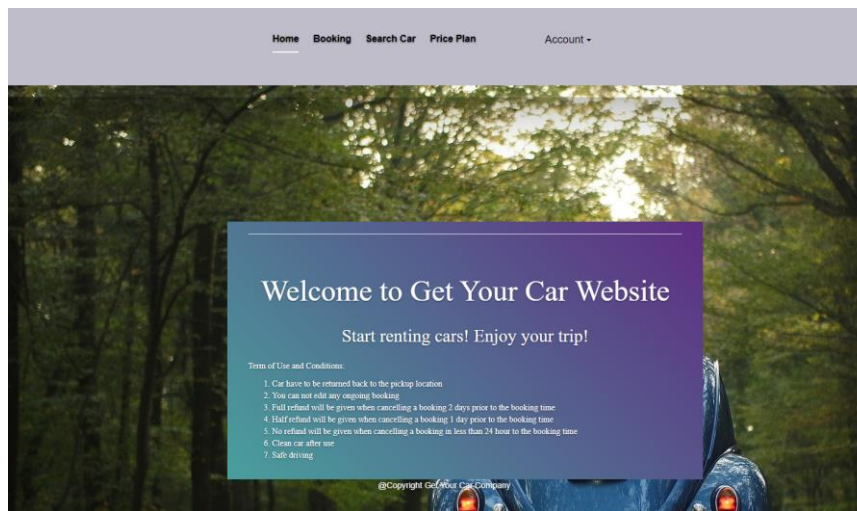 Home Booking Search Car Price Plan Account
Welcome to Get Your Car Website
Start renting cars! Enjoy your trip!
Term of Use and Conditions:
1. Car have to be returned back to the pickup location
2. You can not edit any ongoing booking
3. Full refund will be given when cancelling a booking 2 days prior to the booking time
4. Half refund will be given when cancelling a booking 1 day prior to the booking time
5. No refund will be given when cancelling a booking in less than 24 hour to the booking time
6. Clean car after use
7. Safe driving
@Copyright Get Your Car Company